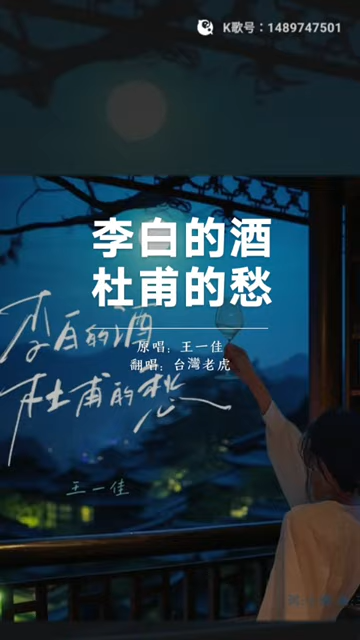 K歌号：1489747501
李白的酒
杜甫的愁
李白的酒
原唱：王一佳
翻唱：台灣老虎
杜甫的愁
王一佳